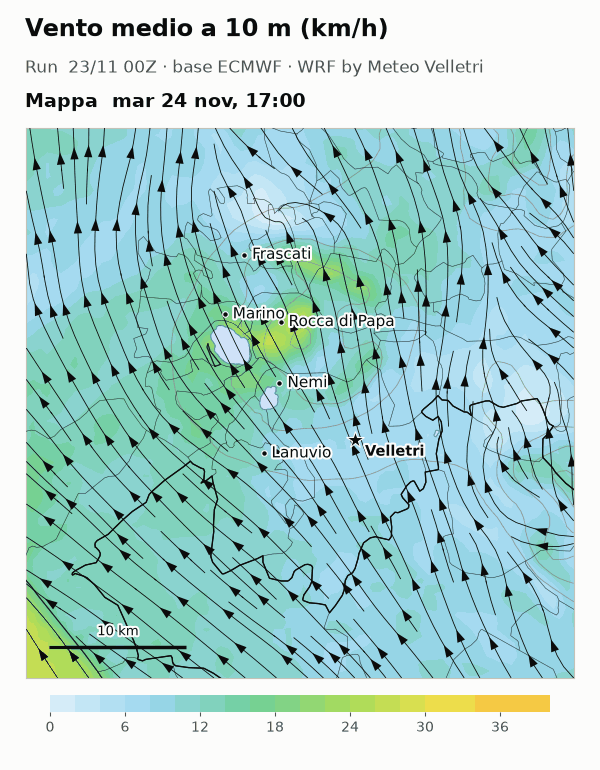 Vento medio a 10 m (km/h)
Run  23/11 00Z · base ECMWF · WRF by Meteo Velletri
Mappa  mar 24 nov, 17:00
Frascati
Marino
Rocca di Papa
Nemi
Lanuvio
Velletri
10 km
0 6 12 18 24 30 36